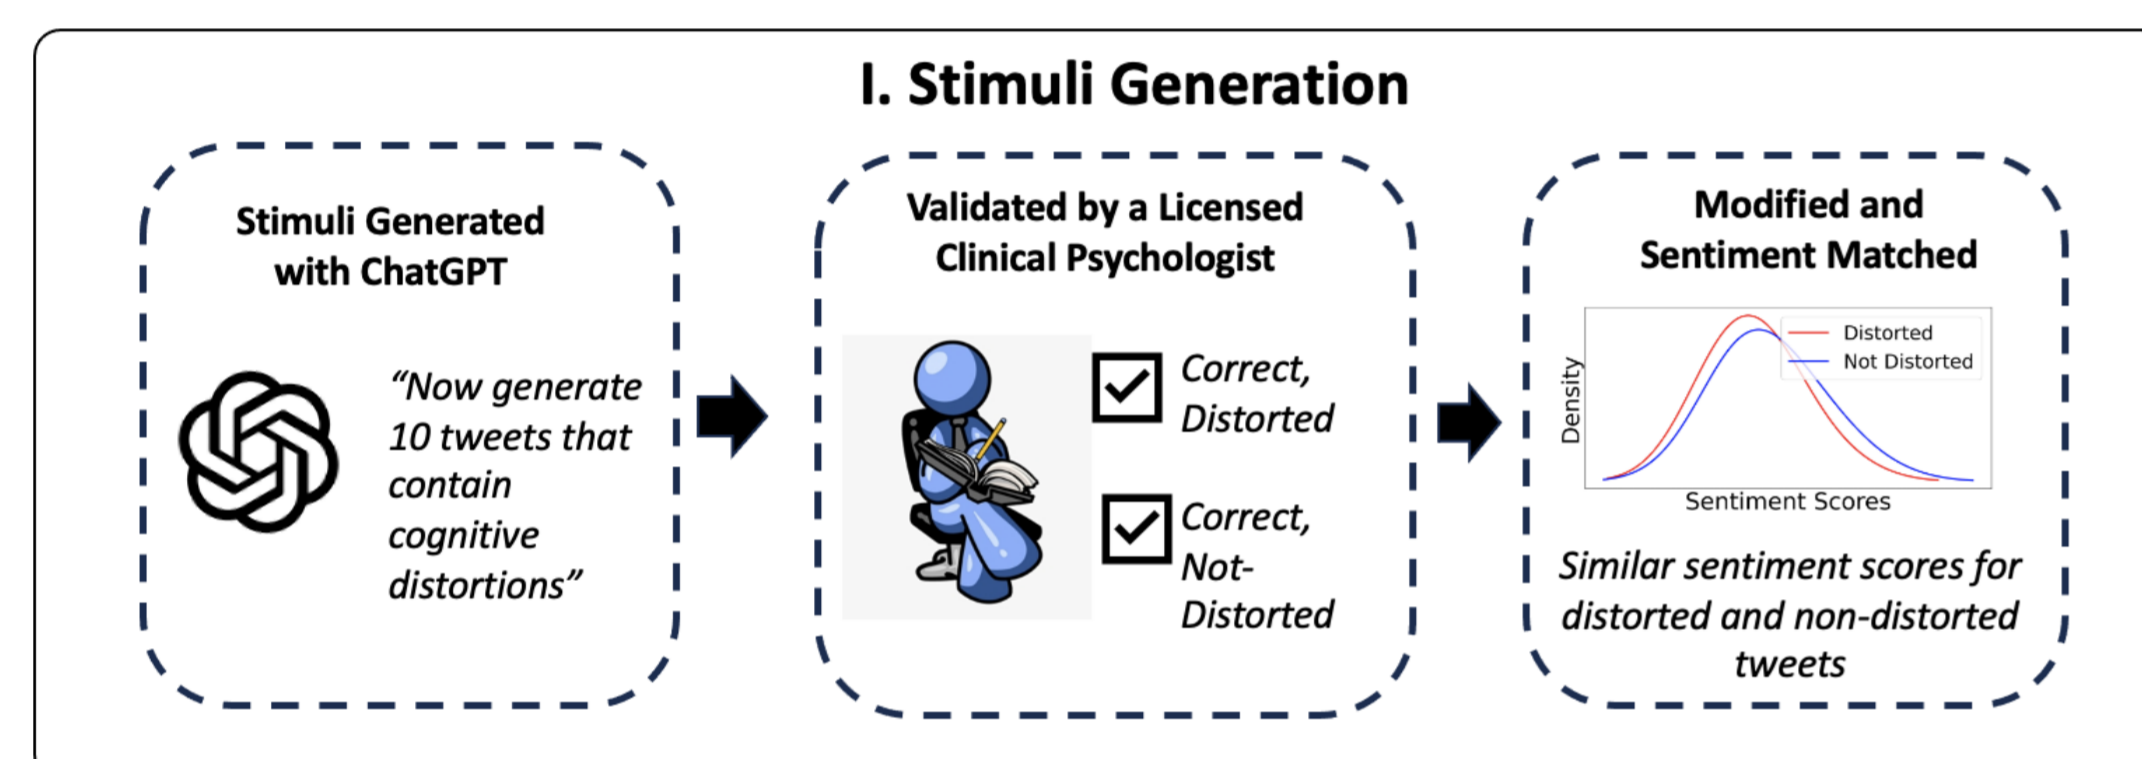 I. Stimuli Generation
Stimuli Generated
with ChatGPT
“Now generate
10 tweets that
contain
cognitive
distortions”
Validated by a Licensed
Clinical Psychologist
Correct,
Distorted
Correct,
Not-
Distorted
Modified and
Sentiment Matched
Distorted
Not Distorted
Density
Sentiment Scores
Similar sentiment scores for
distorted and non-distorted
tweets